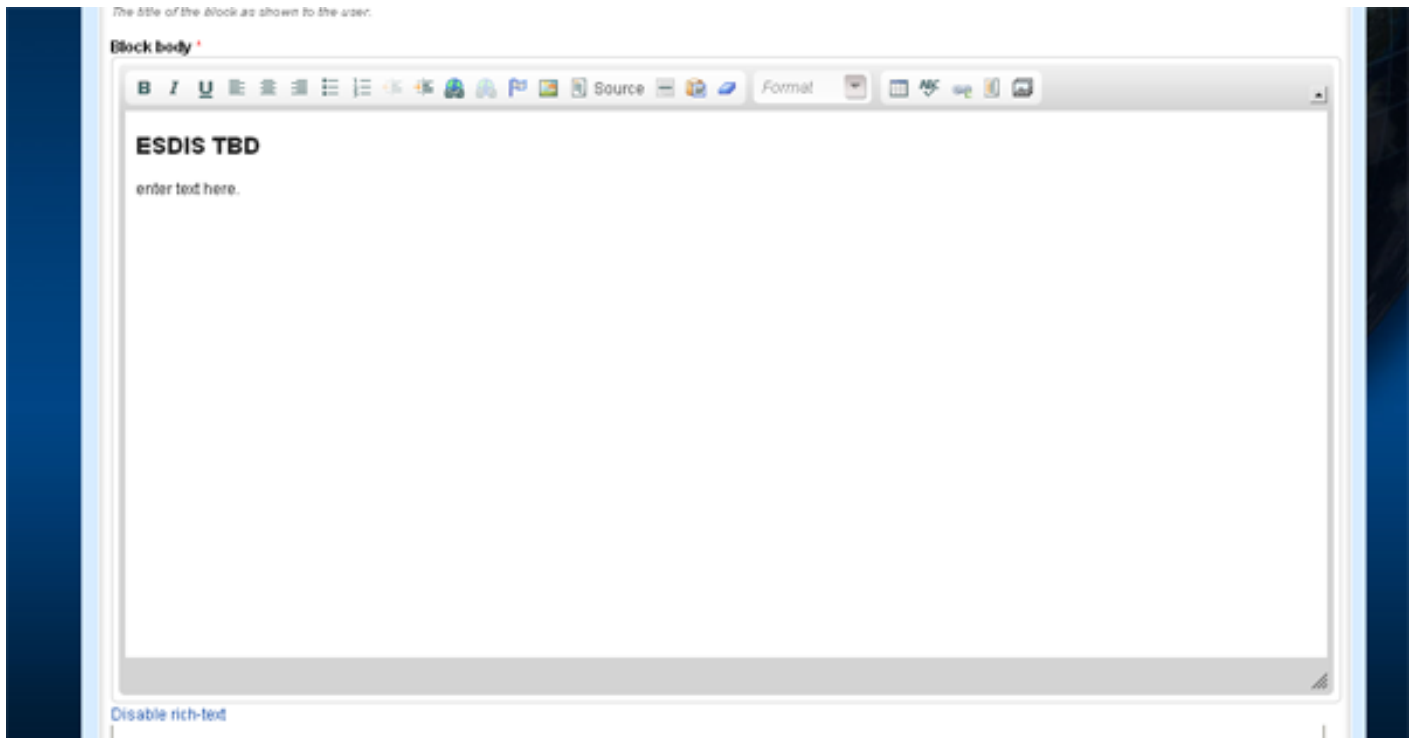 The title of the block as shown to the user.
Block body *
B I U Source Format ABC
ESDIS TBD
enter text here.
Disable rich-text